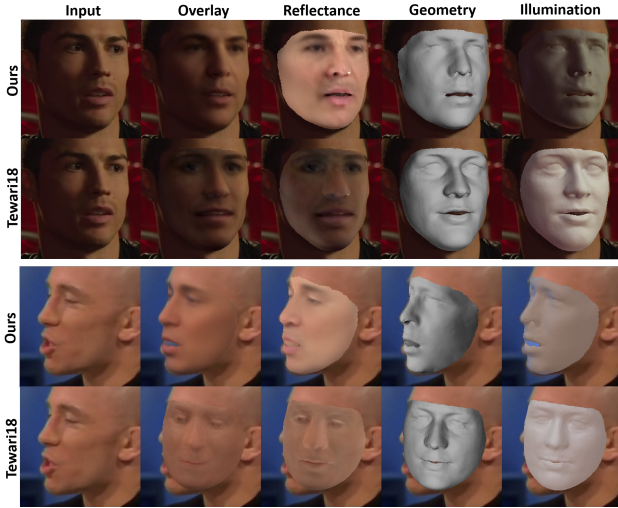 Input Overlay Reflectance Geometry Illumination
Ours
Tewari18
Ours
Tewari18